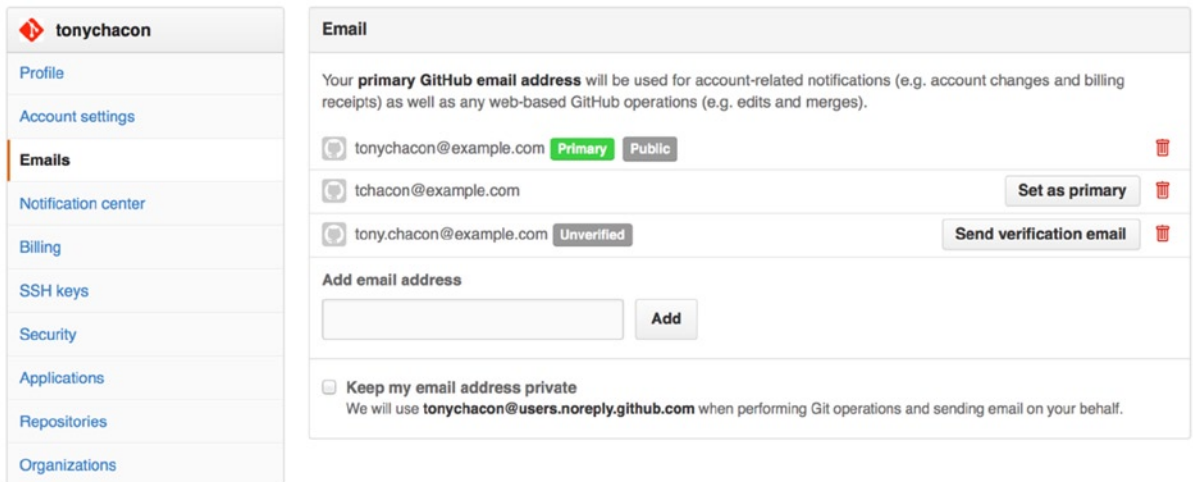 tonychacon
Profile
Account settings
Emails
Notification center
Billing
SSH keys
Security
Applications
Repositories
Organizations
Email
Your primary GitHub email address will be used for account-related notifications (e.g. account changes and billing
receipts) as well as any web-based GitHub operations (e.g. edits and merges).
tonychacon@example.com Primary Public
tchacon@example.com Set as primary
tony.chacon@example.com Unverified Send verification email
Add email address
Add
Keep my email address private
We will use tonychacon@users.noreply.github.com when performing Git operations and sending email on your behalf.